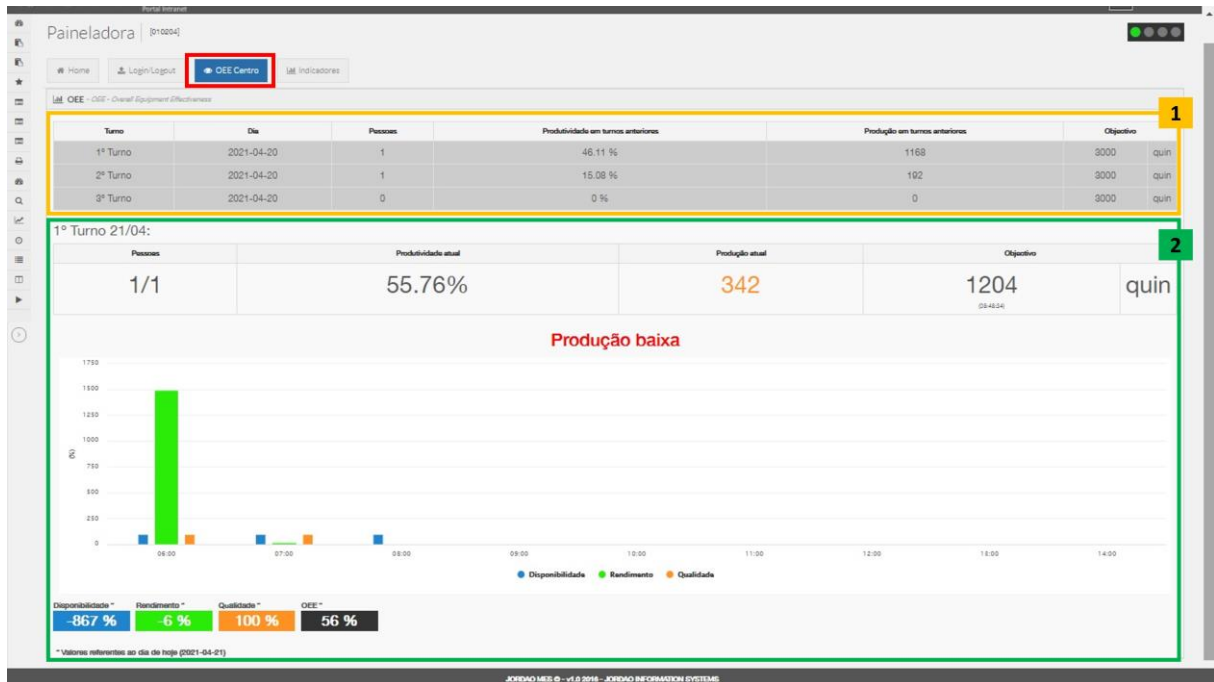 Portal Intranet
Paineladora [010204]
Home Login/Logout OEE Centro Indicadores
OEE - OEE - Overall Equipment Effectiveness
1
Turno Dia Pessoas Produtividade em turnos anteriores Produção em turnos anteriores Objectivo
1º Turno 2021-04-20 1 46.11 % 1168 3000 quin
2º Turno 2021-04-20 1 15.08 % 192 3000 quin
3º Turno 2021-04-20 0 0 % 0 3000 quin
2
1º Turno 21/04:
Pessoas Produtividade atual Produção atual Objectivo
1/1 55.76% 342 1204 quin
Produção baixa
1750
1500
1250
1000
750
500
250
0
(%)
06:00 07:00 08:00 09:00 10:00 11:00 12:00 13:00 14:00
Disponibilidade Rendimento Qualidade
Disponibilidade * Rendimento * Qualidade * OEE *
-867 % -6 % 100 % 56 %
* Valores referentes ao dia de hoje (2021-04-21)
JORDAO MES © - v1.0 2016 - JORDAO INFORMATION SYSTEMS